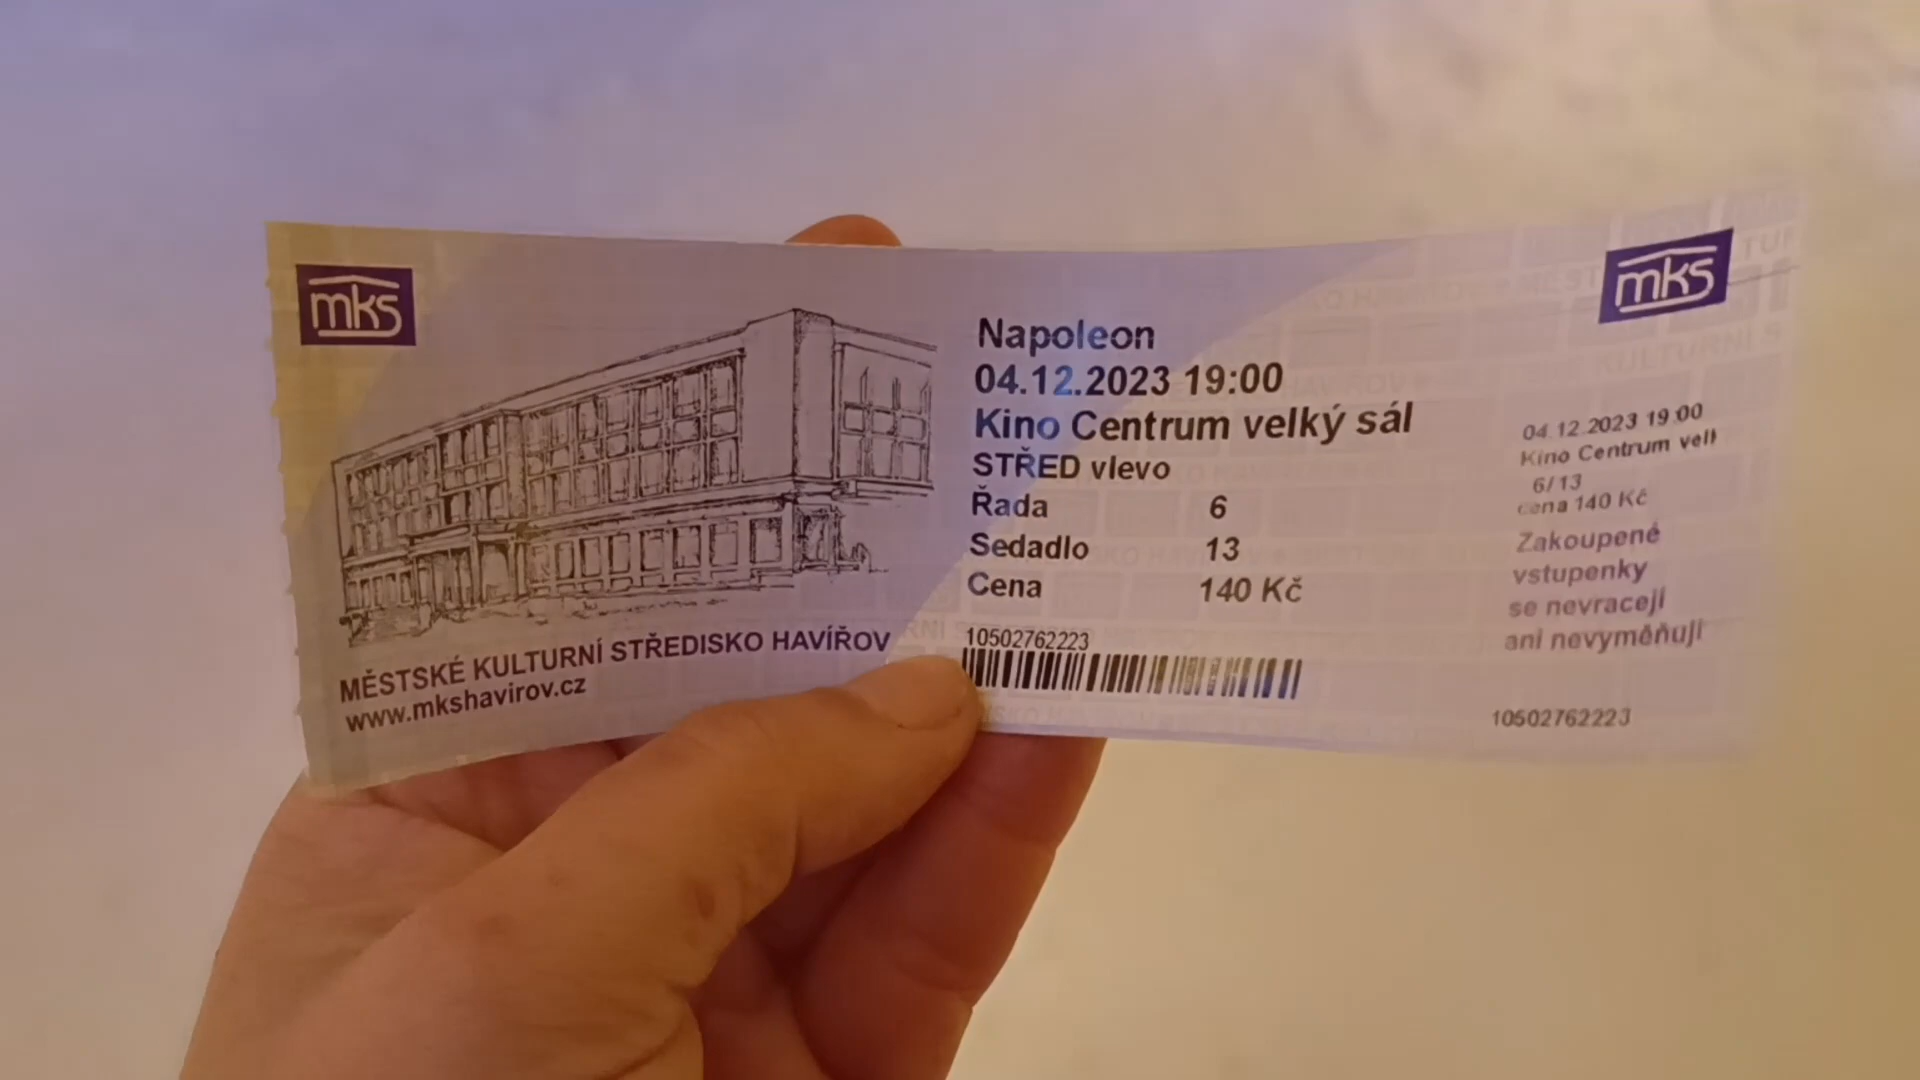 mks
MĚSTSKÉ KULTURNÍ STŘEDISKO HAVÍŘOV
www.mkshavirov.cz
Napoleon
04.12.2023 19:00
Kino Centrum velký sál
STŘED vlevo
Řada 6
Sedadlo 13
Cena 140 Kč
10502762223
mks
04.12.2023 19:00
Kino Centrum velk
6/13
cena 140 Kč
Zakoupené
vstupenky
se nevracejí
ani nevyměňují
10502762223